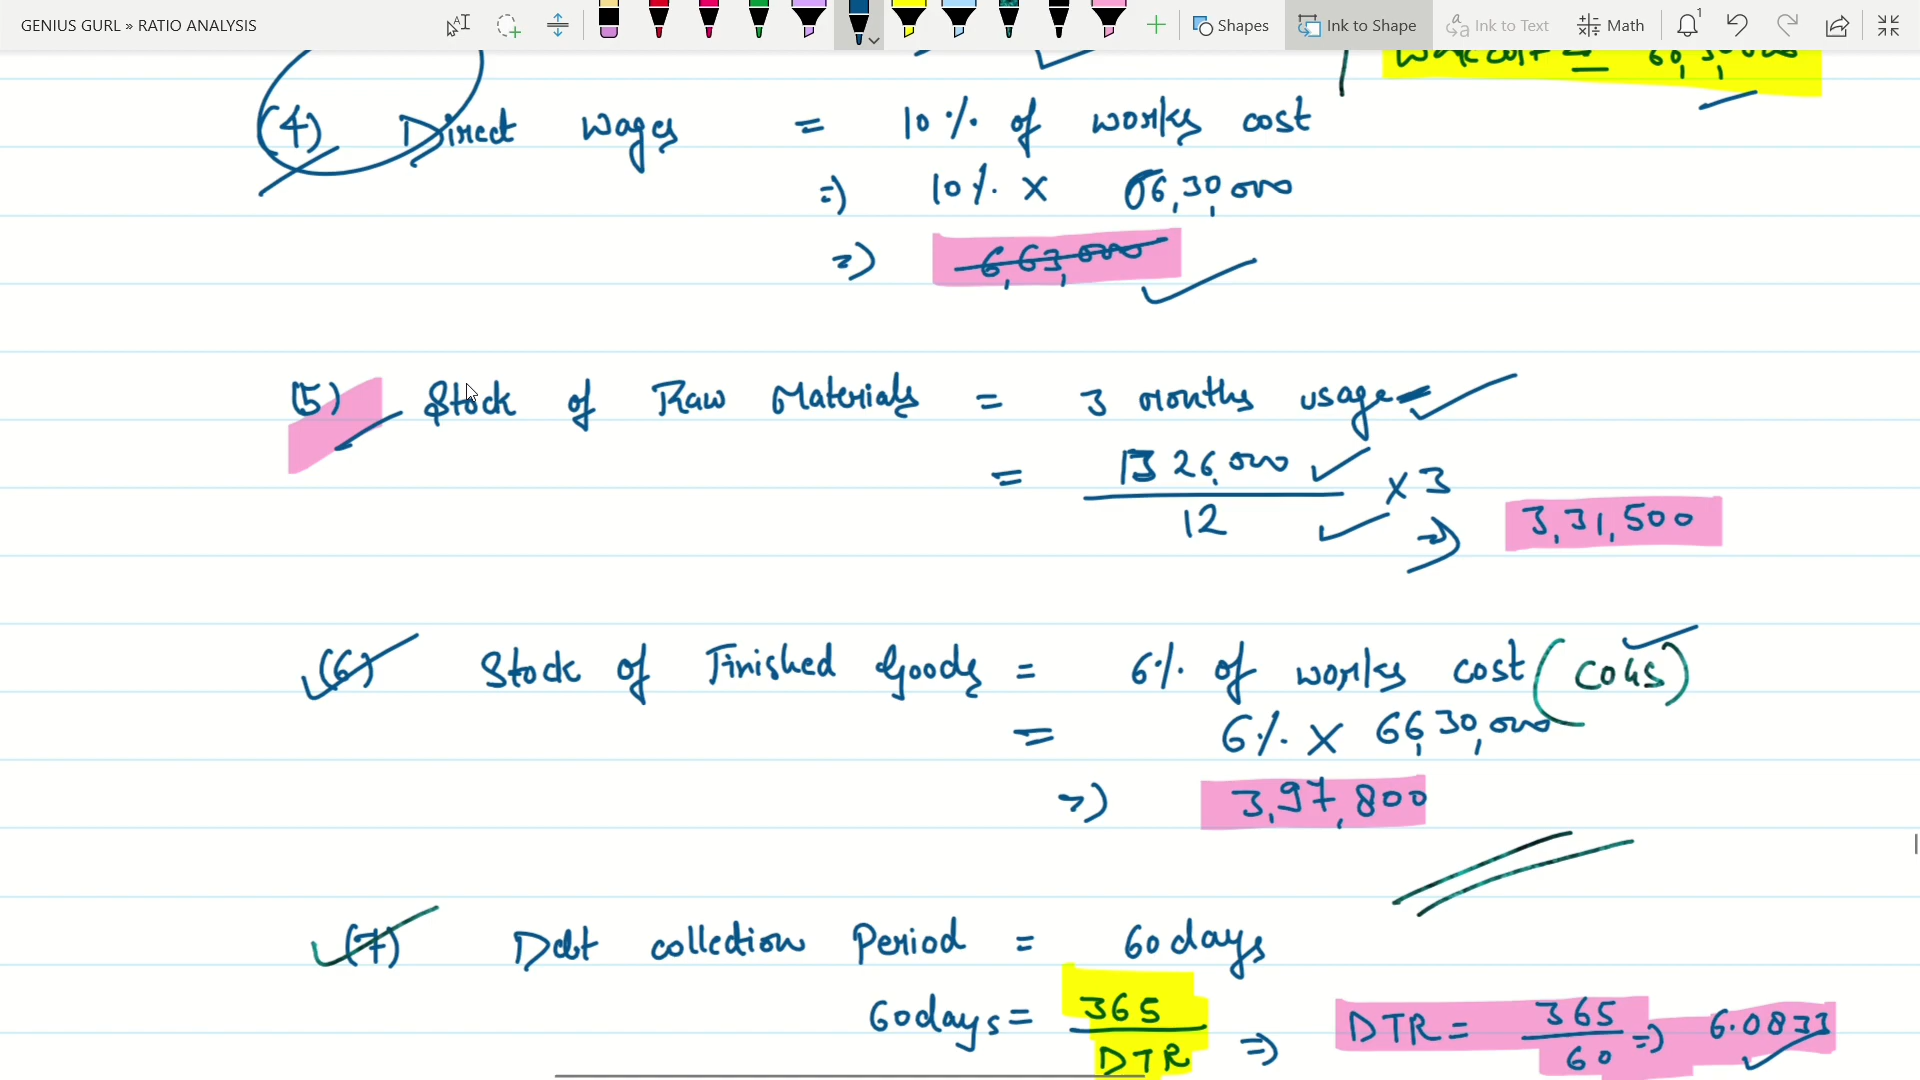 GENIUS GURL » RATIO ANALYSIS
Shapes Ink to Shape Ink to Text Math 1
(4) Direct Wages = 10% of works cost
=> 10% X 66,30,000
=> 6,63,000
(5) Stock of Raw Materials = 3 months usage
= 1326,000
12
X 3
=> 3,31,500
(6) Stock of Finished Goods = 6% of works cost (COGS)
= 6% X 66,30,000
=> 3,97,800
(7) Debt collection Period = 60 days
60 days = 365
DTR
=> DTR = 365
60
=> 6.0833